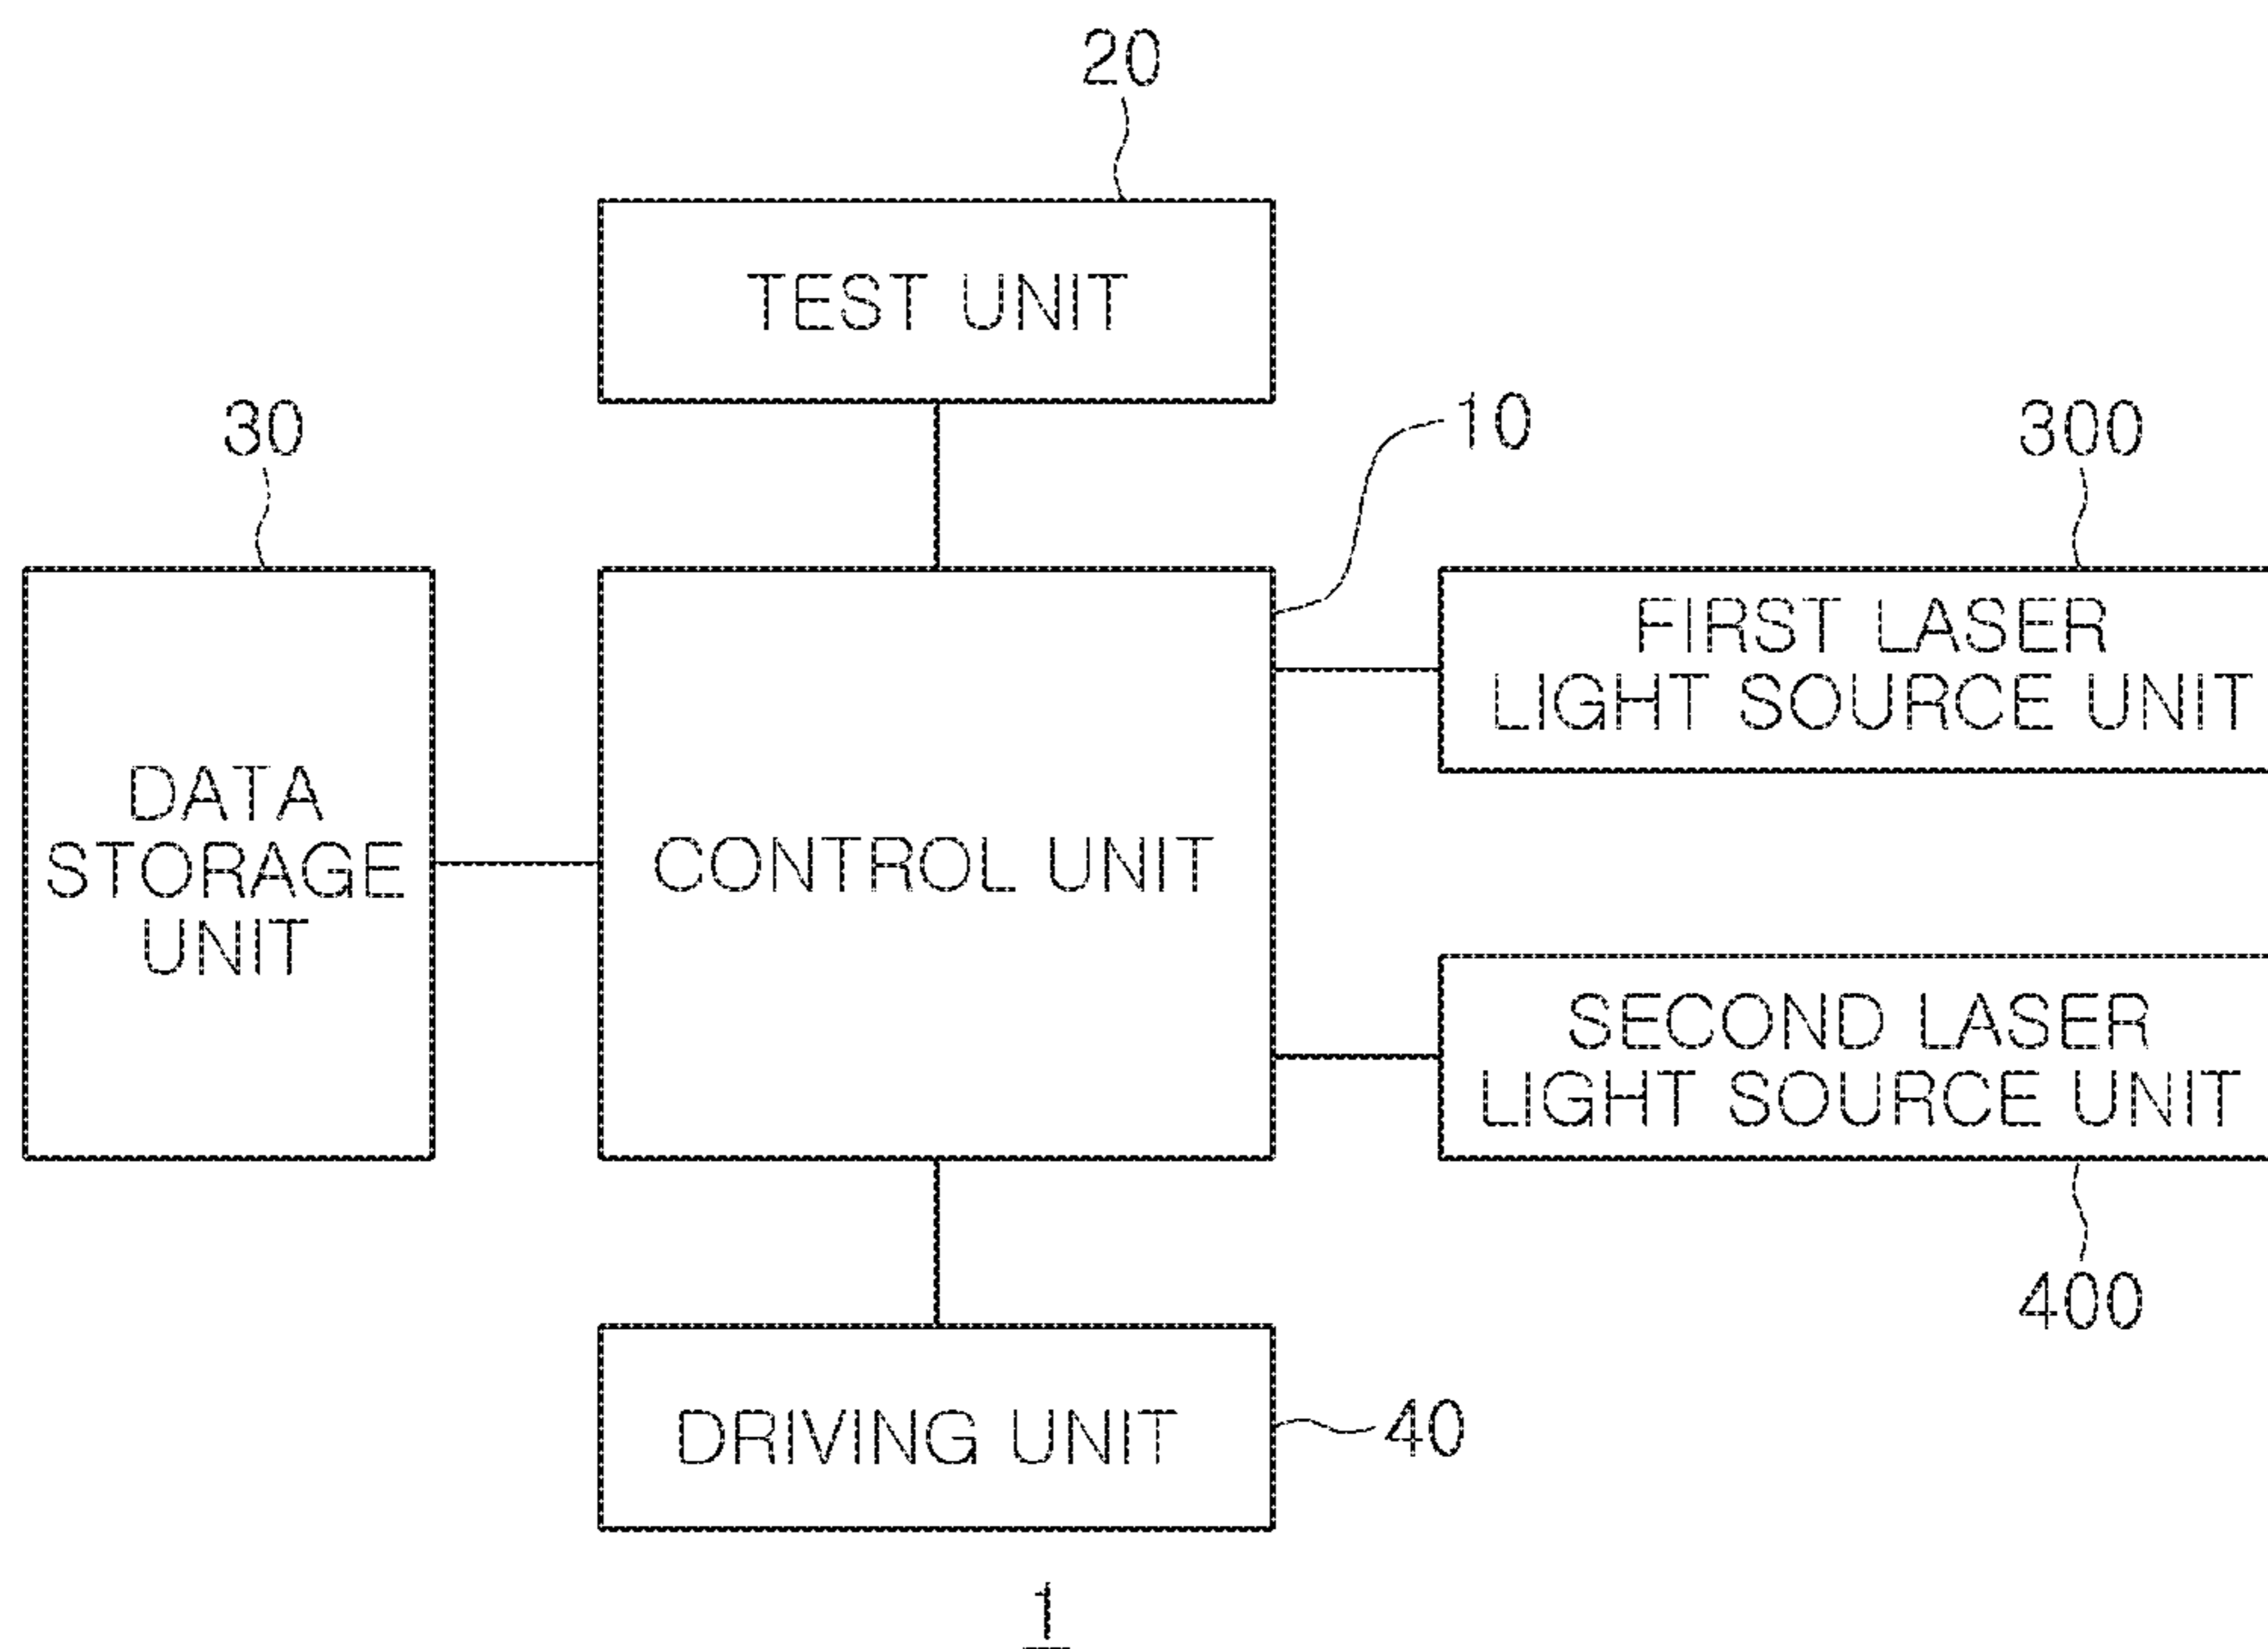 20
TEST UNIT
10
30
300
FIRST LASER
LIGHT SOURCE UNIT
DATA
STORAGE
UNIT
CONTROL UNIT
SECOND LASER
LIGHT SOURCE UNIT
400
DRIVING UNIT
40
1